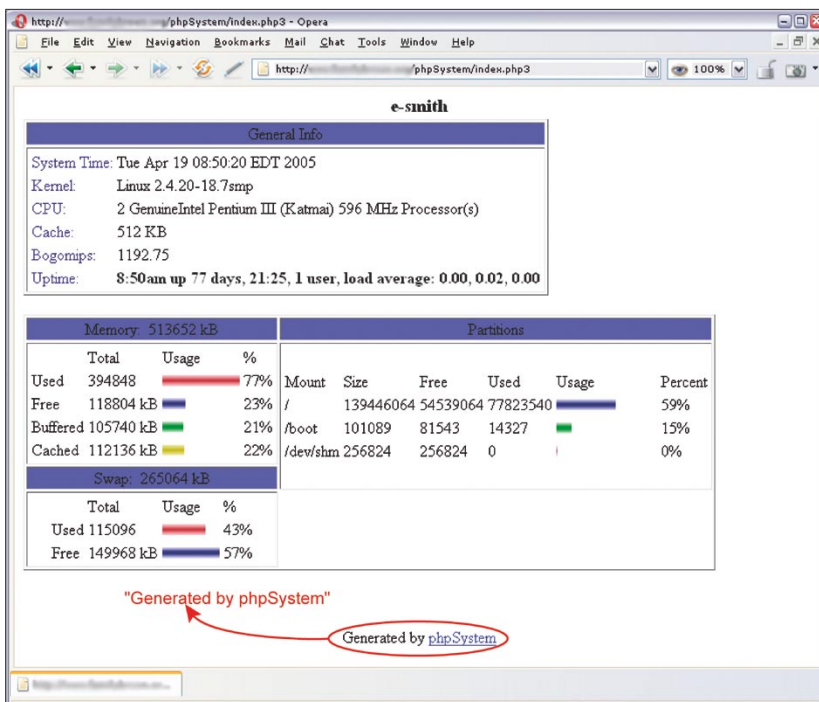 http:// /phpSystem/index.php3 - Opera
File Edit View Navigation Bookmarks Mail Chat Tools Window Help
http:// /phpSystem/index.php3 100%
e-smith
General Info
System Time: Tue Apr 19 08:50:20 EDT 2005
Kernel: Linux 2.4.20-18.7smp
CPU: 2 GenuineIntel Pentium III (Katmai) 596 MHz Processor(s)
Cache: 512 KB
Bogomips: 1192.75
Uptime: 8:50am up 77 days, 21:25, 1 user, load average: 0.00, 0.02, 0.00
Memory: 513652 kB
Total Usage %
Used 394848 77%
Free 118804 kB 23%
Buffered 105740 kB 21%
Cached 112136 kB 22%
Partitions
Mount Size Free Used Usage Percent
/ 139446064 54539064 77823540 59%
/boot 101089 81543 14327 15%
/dev/shm 256824 256824 0 0%
Swap: 265064 kB
Total Usage %
Used 115096 43%
Free 149968 kB 57%
"Generated by phpSystem"
Generated by phpSystem